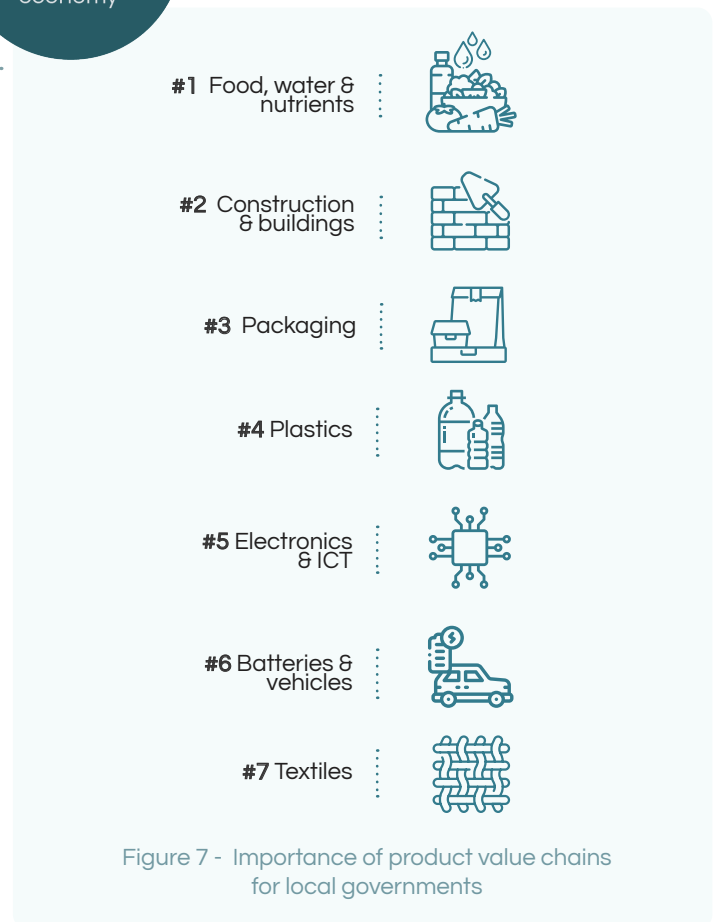 economy
#1 Food, water &
nutrients
#2 Construction
& buildings
#3 Packaging
#4 Plastics
#5 Electronics
& ICT
#6 Batteries &
vehicles
#7 Textiles
Figure 7 - Importance of product value chains
for local governments